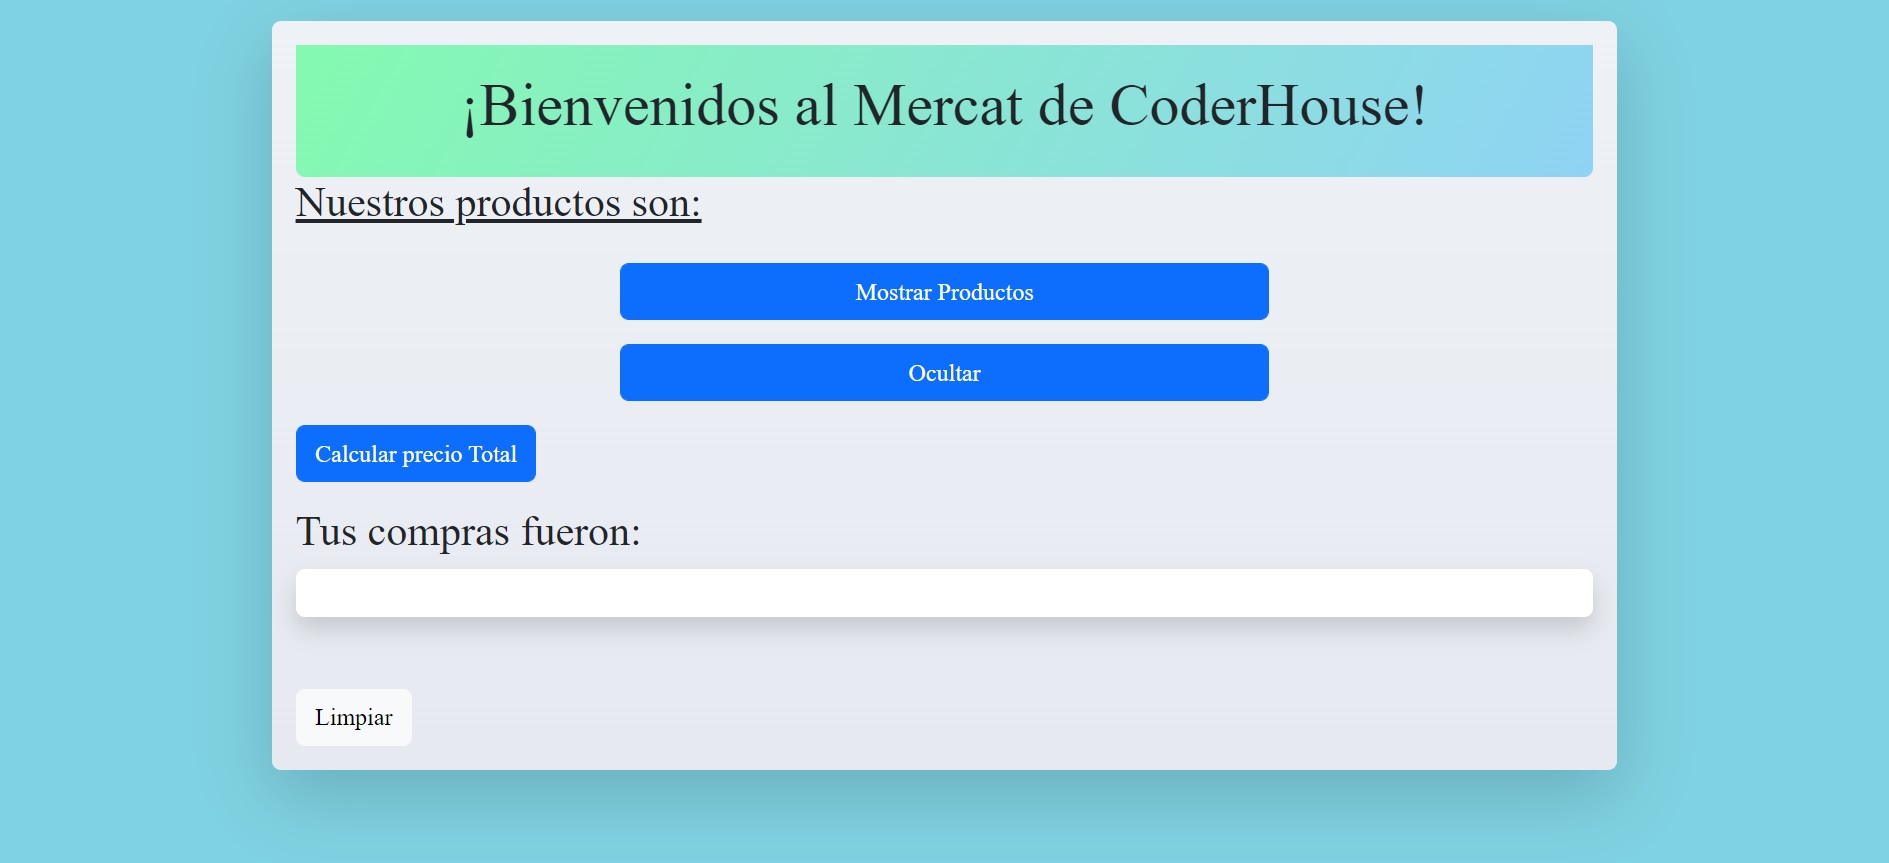 ¡Bienvenidos al Mercat de CoderHouse!
Nuestros productos son:
Mostrar Productos
Ocultar
Calcular precio Total
Tus compras fueron:
Limpiar